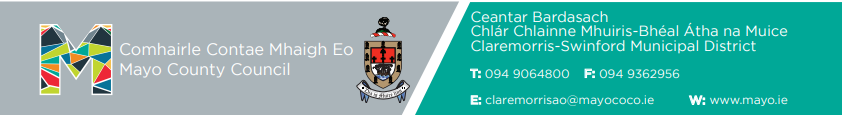 Comhairle Contae Mhaigh Eo
Mayo County Council
Ceantar Bardasach
Chlár Chlainne Mhuiris-Bhéal Átha na Muice
Claremorris-Swinford Municipal District
T: 094 9064800 F: 094 9362956
E: claremorrisao@mayococo.ie W: www.mayo.ie